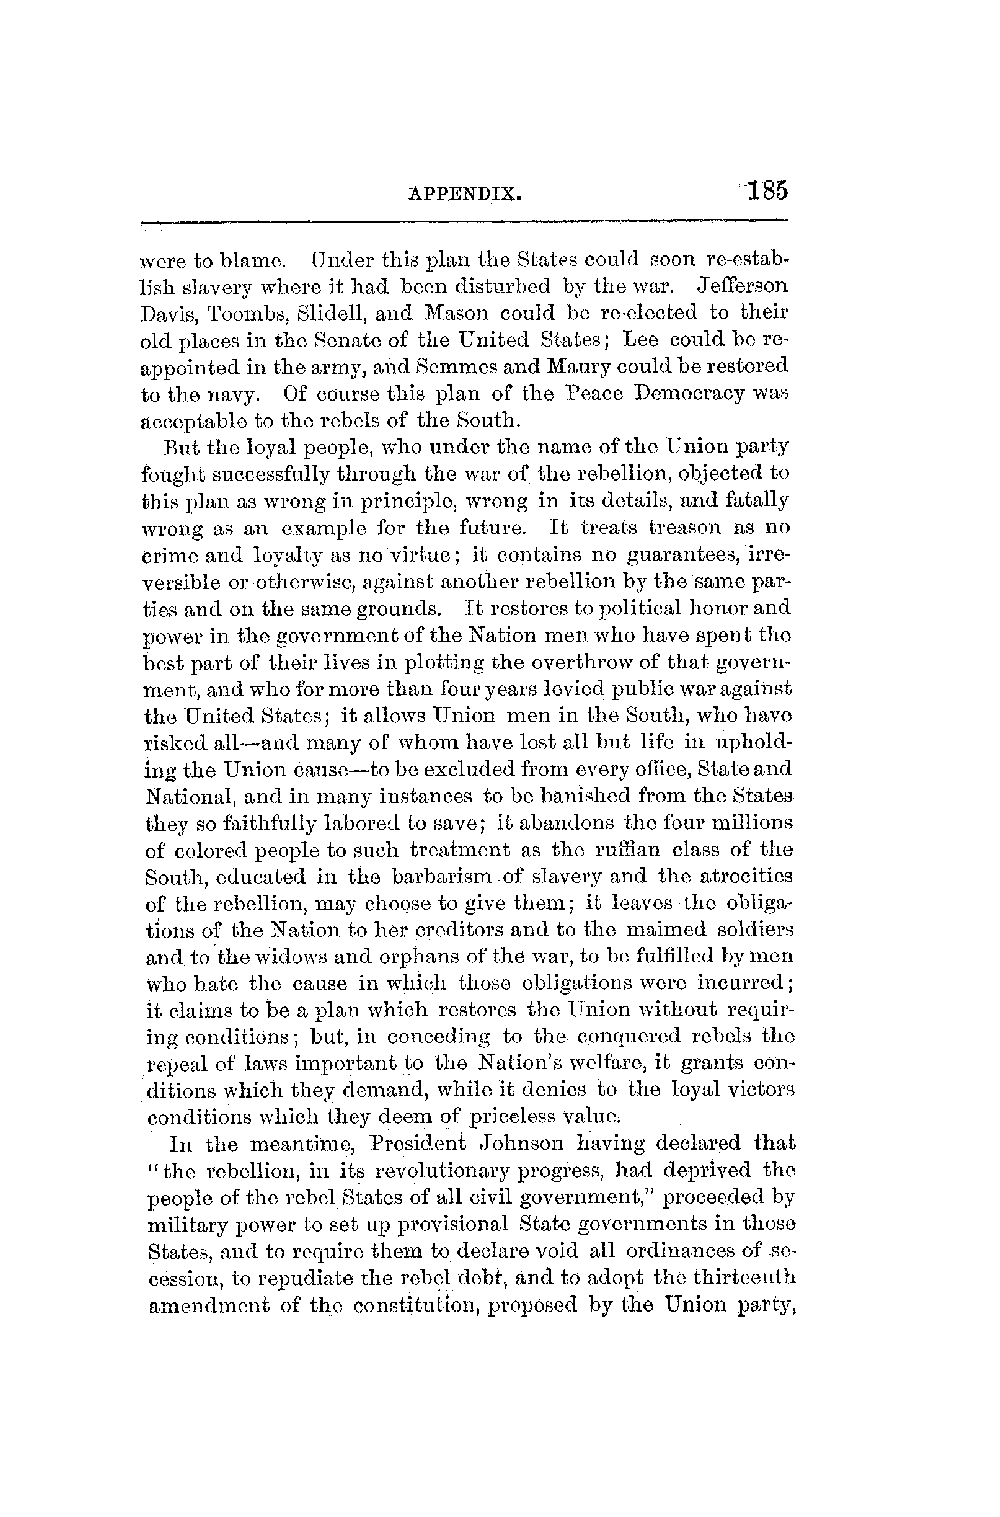 APPENDIX. 185
were to blame. Under this plan the States could soon re-estab-
lish slavery where it had been disturbed by the war. Jefferson
Davis, Toombs, Slidell, and Mason could be re-elected to their
old places in the Senate of the United States; Lee could be re-
appointed in the army, and Semmes and Maury could be restored
to the navy. Of course this plan of the Peace Democracy was
acceptable to the rebels of the South.
But the loyal people, who under the name of the Union party
fought successfully through the war of the rebellion, objected to
this plan as wrong in principle, wrong in its details, and fatally
wrong as an example for the future. It treats treason as no
crime and loyalty as no virtue; it contains no guarantees, irre-
versible or otherwise, against another rebellion by the same par-
ties and on the same grounds. It restores to political honor and
power in the government of the Nation men who have spent the
best part of their lives in plotting the overthrow of that govern-
ment, and who for more than four years levied public war against
the United States; it allows Union men in the South, who have
risked all—and many of whom have lost all but life in uphold-
ing the Union cause—to be excluded from every office, State and
National, and in many instances to be banished from the States
they so faithfully labored to save; it abandons the four millions
of colored people to such treatment as the ruffian class of the
South, educated in the barbarism of slavery and the atrocities
of the rebellion, may choose to give them; it leaves the obliga-
tions of the Nation to her creditors and to the maimed soldiers
and to the widows and orphans of the war, to be fulfilled by men
who hate the cause in which those obligations were incurred;
it claims to be a plan which restores the Union without requir-
ing conditions; but, in conceding to the conquered rebels the
repeal of laws important to the Nation's welfare, it grants con-
ditions which they demand, while it denies to the loyal victors
conditions which they deem of priceless value.
In the meantime, President Johnson having declared that
"the rebellion, in its revolutionary progress, had deprived the
people of the rebel States of all civil government," proceeded by
military power to set up provisional State governments in those
States, and to require them to declare void all ordinances of se-
cession, to repudiate the rebel debt, and to adopt the thirteenth
amendment of the constitution, proposed by the Union party,